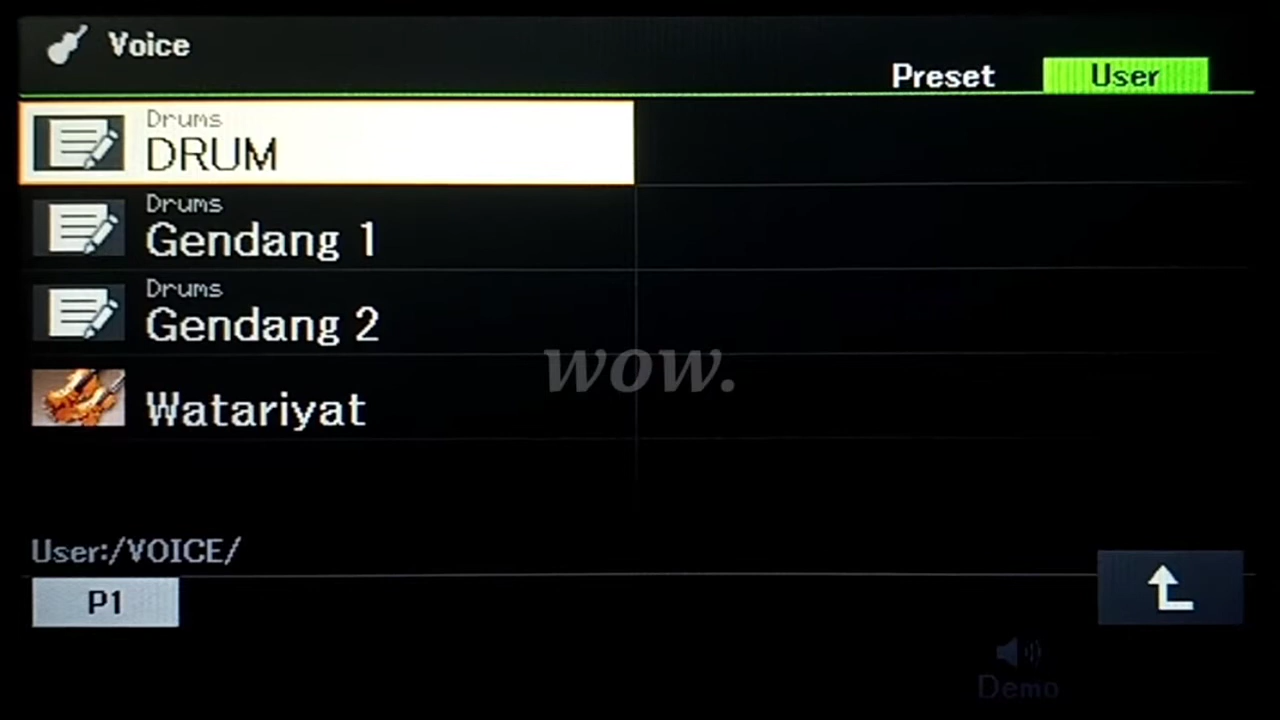 Voice
Preset
User
Drums
DRUM
Drums
Gendang 1
Drums
Gendang 2
Watariyat
wow.
User:/VOICE/
P1
Demo